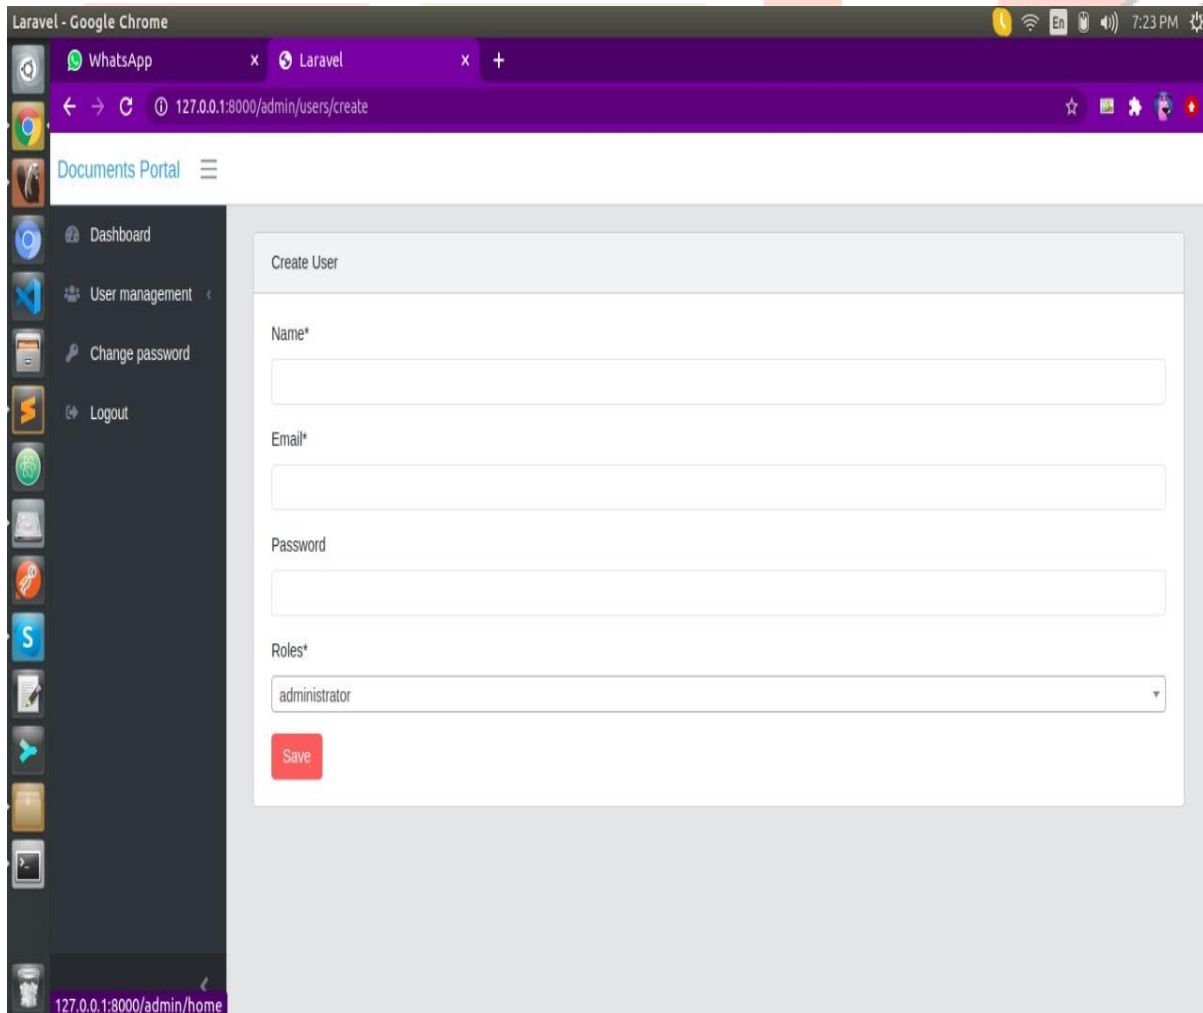 Laravel - Google Chrome
En
7:23 PM
WhatsApp x Laravel x +
127.0.0.1:8000/admin/users/create
Documents Portal
Dashboard
User management
Change password
Logout
Create User
Name*
Email*
Password
Roles*
administrator
Save
127.0.0.1:8000/admin/home